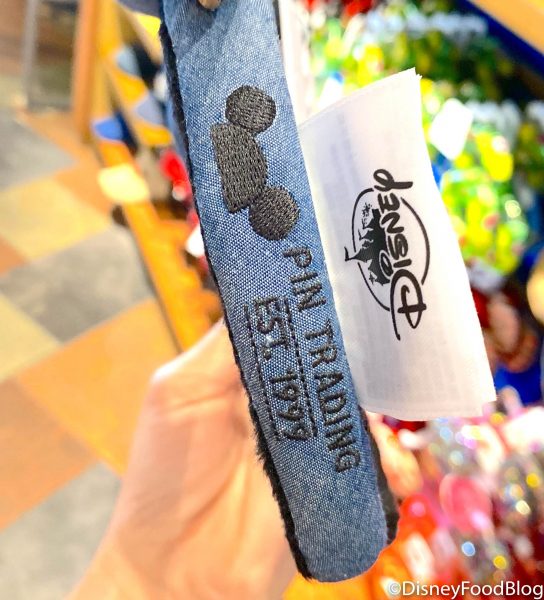 PIN TRADING
EST. 1999
Disney
©DisneyFoodBlog